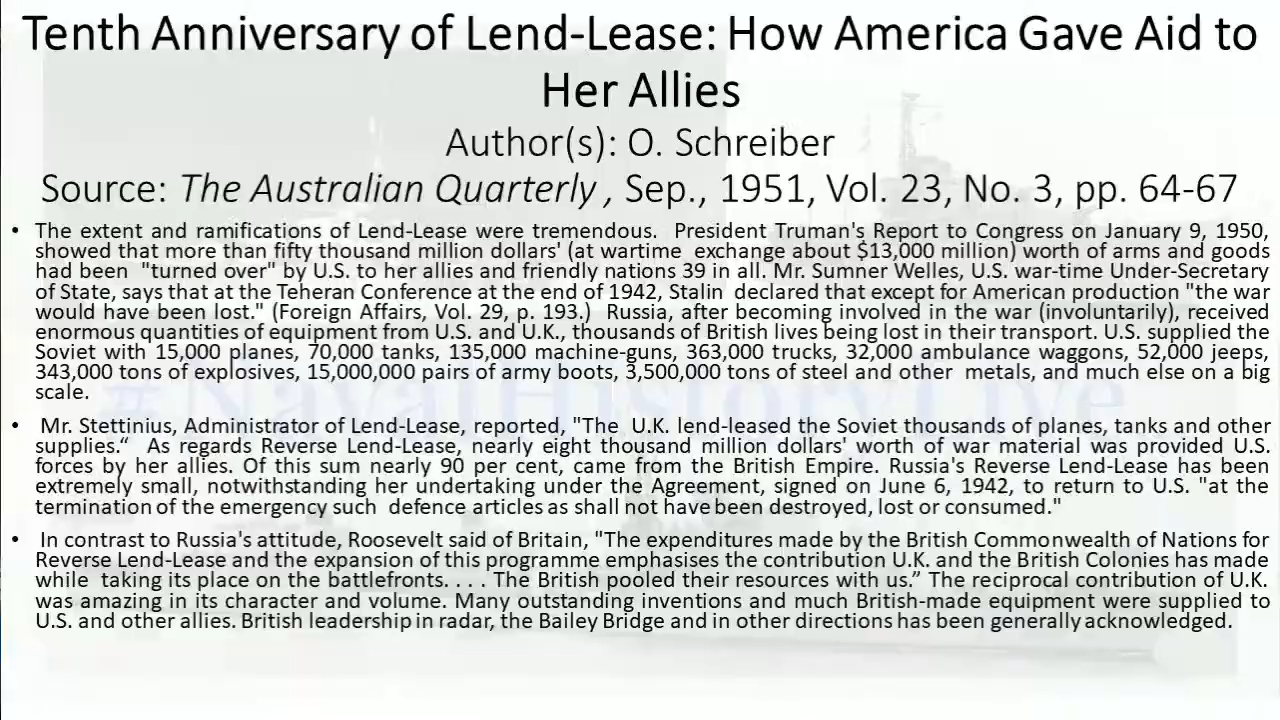 Tenth Anniversary of Lend-Lease: How America Gave Aid to
Her Allies
Author(s): O. Schreiber
Source: The Australian Quarterly , Sep., 1951, Vol. 23, No. 3, pp. 64-67
• The extent and ramifications of Lend-Lease were tremendous. President Truman's Report to Congress on January 9, 1950,
showed that more than fifty thousand million dollars' (at wartime exchange about $13,000 million) worth of arms and goods
had been "turned over" by U.S. to her allies and friendly nations 39 in all. Mr. Sumner Welles, U.S. war-time Under-Secretary
of State, says that at the Teheran Conference at the end of 1942, Stalin declared that except for American production "the war
would have been lost." (Foreign Affairs, Vol. 29, p. 193.) Russia, after becoming involved in the war (involuntarily), received
enormous quantities of equipment from U.S. and U.K., thousands of British lives being lost in their transport. U.S. supplied the
Soviet with 15,000 planes, 70,000 tanks, 135,000 machine-guns, 363,000 trucks, 32,000 ambulance waggons, 52,000 jeeps,
343,000 tons of explosives, 15,000,000 pairs of army boots, 3,500,000 tons of steel and other metals, and much else on a big
scale.
• Mr. Stettinius, Administrator of Lend-Lease, reported, "The U.K. lend-leased the Soviet thousands of planes, tanks and other
supplies.“ As regards Reverse Lend-Lease, nearly eight thousand million dollars' worth of war material was provided U.S.
forces by her allies. Of this sum nearly 90 per cent, came from the British Empire. Russia's Reverse Lend-Lease has been
extremely small, notwithstanding her undertaking under the Agreement, signed on June 6, 1942, to return to U.S. "at the
termination of the emergency such defence articles as shall not have been destroyed, lost or consumed."
• In contrast to Russia's attitude, Roosevelt said of Britain, "The expenditures made by the British Commonwealth of Nations for
Reverse Lend-Lease and the expansion of this programme emphasises the contribution U.K. and the British Colonies has made
while taking its place on the battlefronts. . . . The British pooled their resources with us.” The reciprocal contribution of U.K.
was amazing in its character and volume. Many outstanding inventions and much British-made equipment were supplied to
U.S. and other allies. British leadership in radar, the Bailey Bridge and in other directions has been generally acknowledged.
#NavalHistoryLive